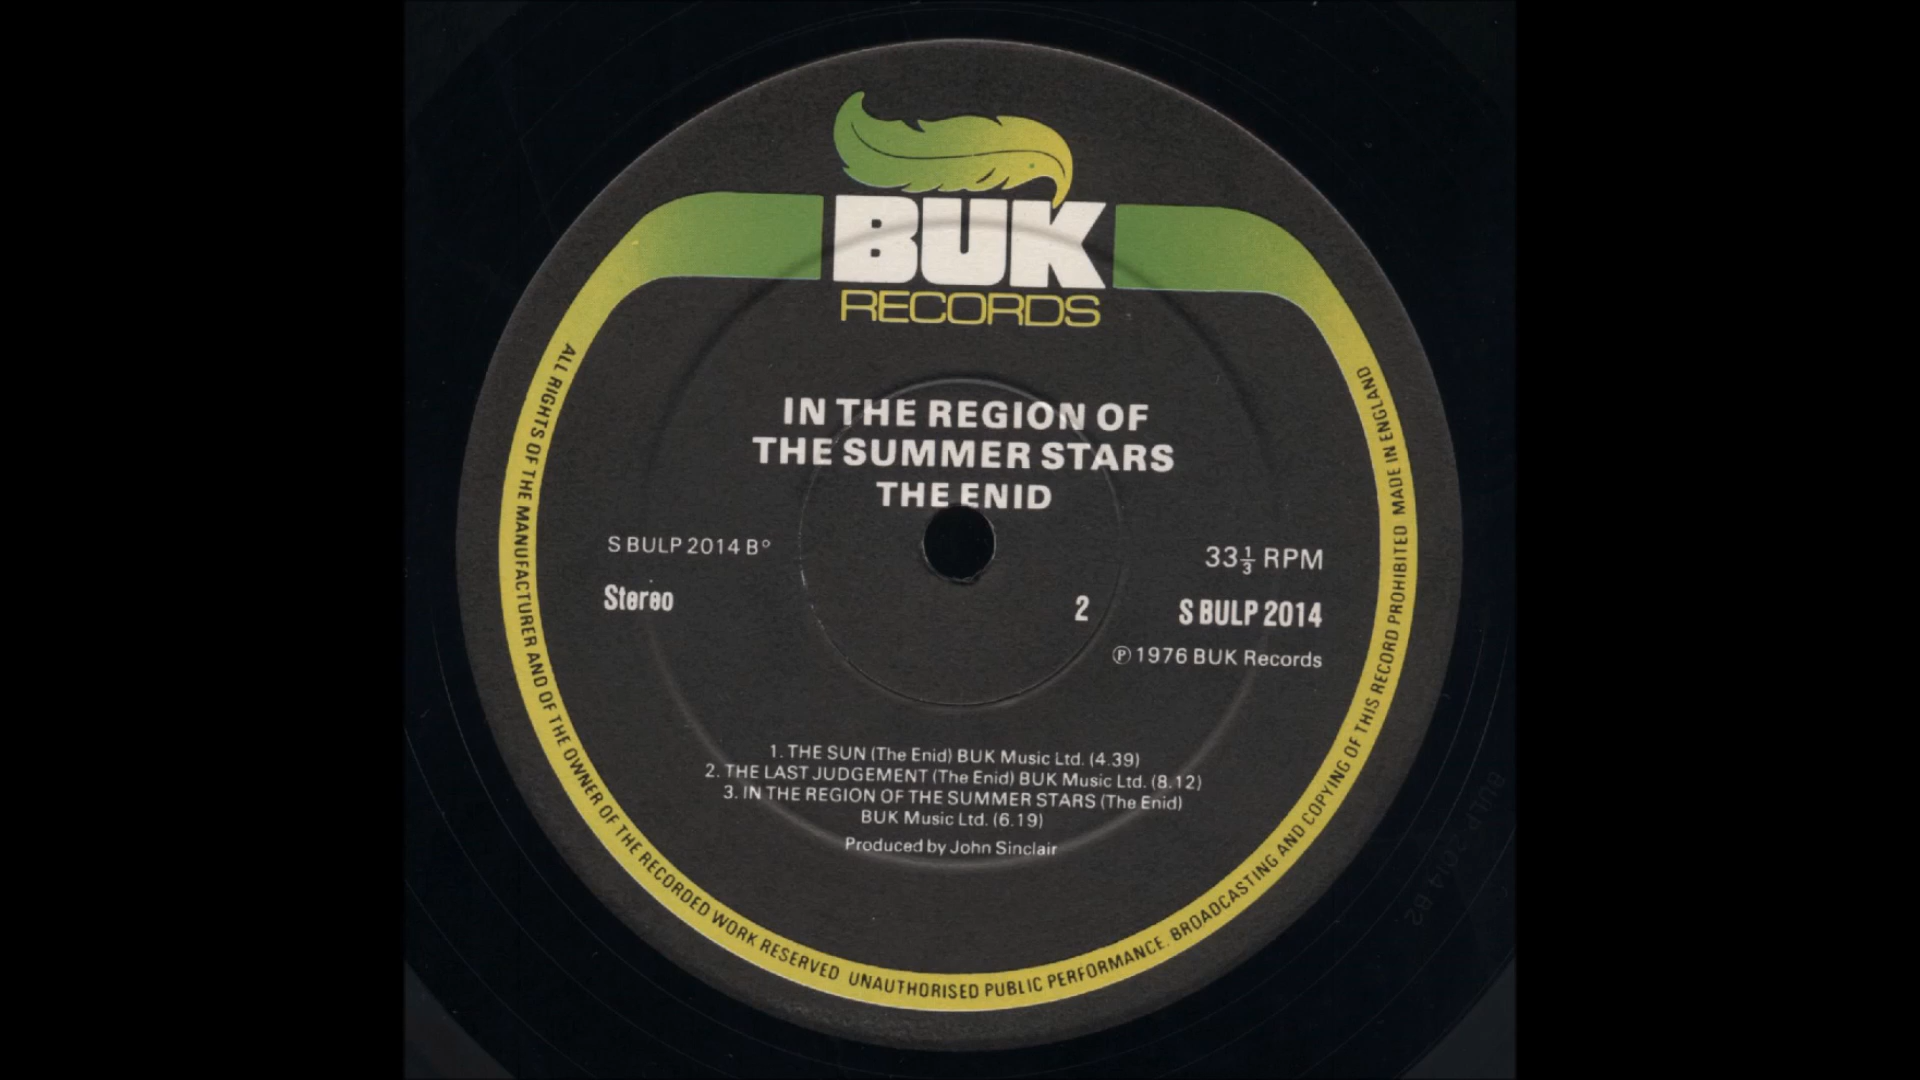 BUK
RECORDS
IN THE REGION OF
THE SUMMER STARS
THE ENID
S BULP 2014 B°
33⅓ RPM
Stereo
2
S BULP 2014
Ⓟ 1976 BUK Records
1. THE SUN (The Enid) BUK Music Ltd. (4.39)
2. THE LAST JUDGEMENT (The Enid) BUK Music Ltd. (8.12)
3. IN THE REGION OF THE SUMMER STARS (The Enid)
BUK Music Ltd. (6.19)
Produced by John Sinclair
ALL RIGHTS OF THE MANUFACTURER AND OF THE OWNER OF THE RECORDED WORK RESERVED UNAUTHORISED PUBLIC PERFORMANCE. BROADCASTING AND COPYING OF THIS RECORD PROHIBITED MADE IN ENGLAND
BULP 2014 B2